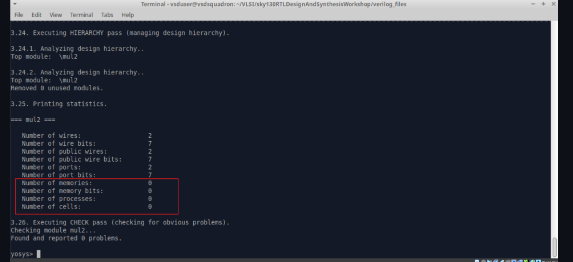 Terminal - vsduser@vsdsquadron: ~/VLSI/sky130RTLDesignAndSynthesisWorkshop/verilog_files
File Edit View Terminal Tabs Help
3.24. Executing HIERARCHY pass (managing design hierarchy).
3.24.1. Analyzing design hierarchy..
Top module: \mul2
3.24.2. Analyzing design hierarchy..
Top module: \mul2
Removed 0 unused modules.
3.25. Printing statistics.
=== mul2 ===
Number of wires: 2
Number of wire bits: 7
Number of public wires: 2
Number of public wire bits: 7
Number of ports: 2
Number of port bits: 7
Number of memories: 0
Number of memory bits: 0
Number of processes: 0
Number of cells: 0
3.26. Executing CHECK pass (checking for obvious problems).
Checking module mul2...
Found and reported 0 problems.
yosys>